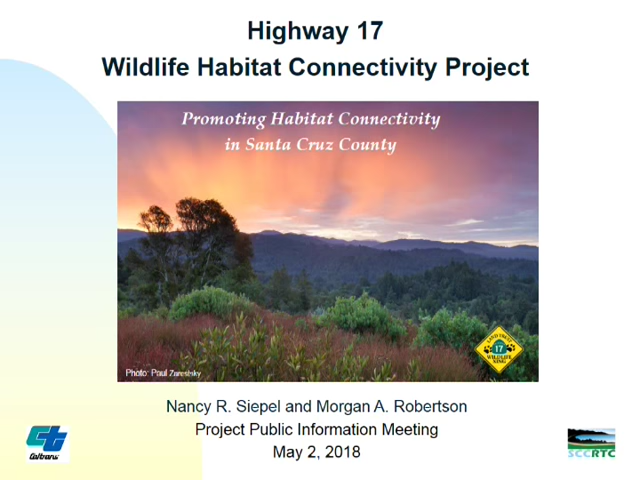 Highway 17
Wildlife Habitat Connectivity Project
Promoting Habitat Connectivity
in Santa Cruz County
17
WILDLIFE
Photo: Paul Zaretsky
Nancy R. Siepel and Morgan A. Robertson
Project Public Information Meeting
May 2, 2018
Caltrans
SCCRTC